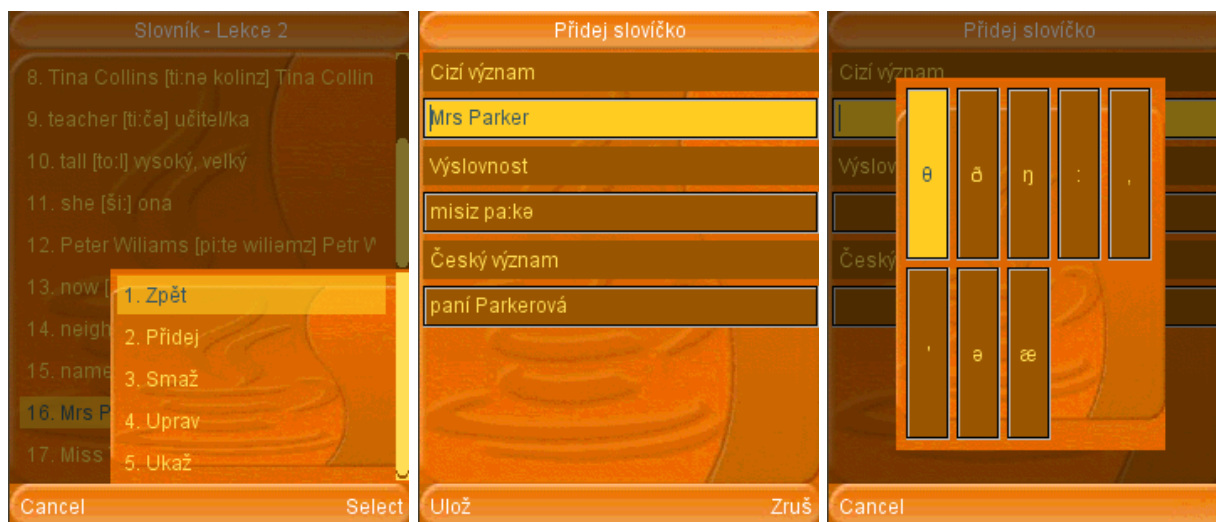 Slovník - Lekce 2
8. Tina Collins [ti:nə kolinz] Tina Collin
9. teacher [ti:čə] učitel/ka
10. tall [to:l] vysoký, velký
11. she [ši:] ona
12. Peter Wiliams [pi:te wiliəmz] Petr W
13. now [
14. neigh
15. name
16. Mrs P
17. Miss
1. Zpět
2. Přidej
3. Smaž
4. Uprav
5. Ukaž
Cancel Select
Přidej slovíčko
Cizí význam
Mrs Parker
Výslovnost
misiz pa:kə
Český význam
paní Parkerová
Ulož Zruš
Přidej slovíčko
Cizí význam
Výslov
Český
θ ð ŋ : ,
' ə æ
Cancel